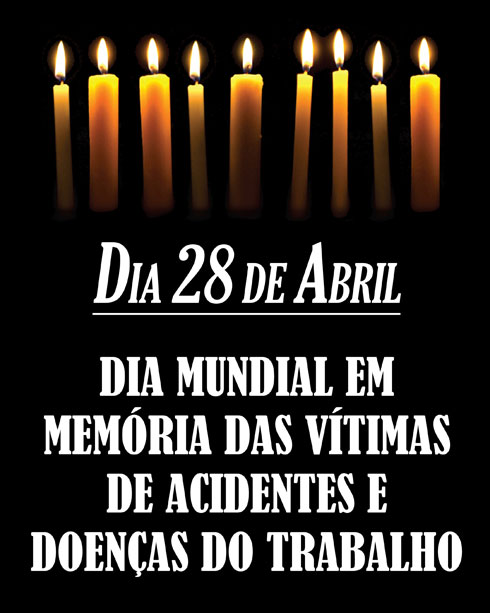 DIA 28 DE ABRIL
DIA MUNDIAL EM
MEMÓRIA DAS VÍTIMAS
DE ACIDENTES E
DOENÇAS DO TRABALHO